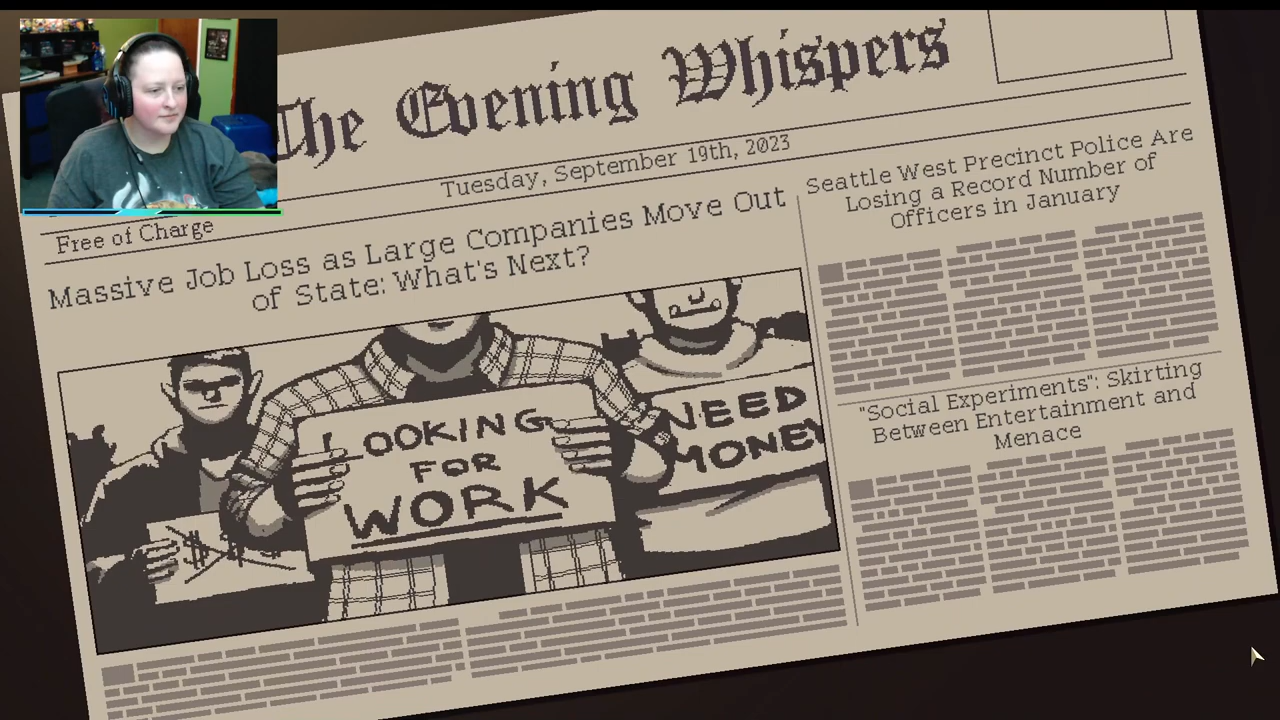 The Evening Whispers
Tuesday, September 19th, 2023
Free of Charge
Massive Job Loss as Large Companies Move Out
of State: What's Next?
LOOKING
FOR
WORK
NEED
MONEY
Seattle West Precinct Police Are
Losing a Record Number of
Officers in January
"Social Experiments": Skirting
Between Entertainment and
Menace